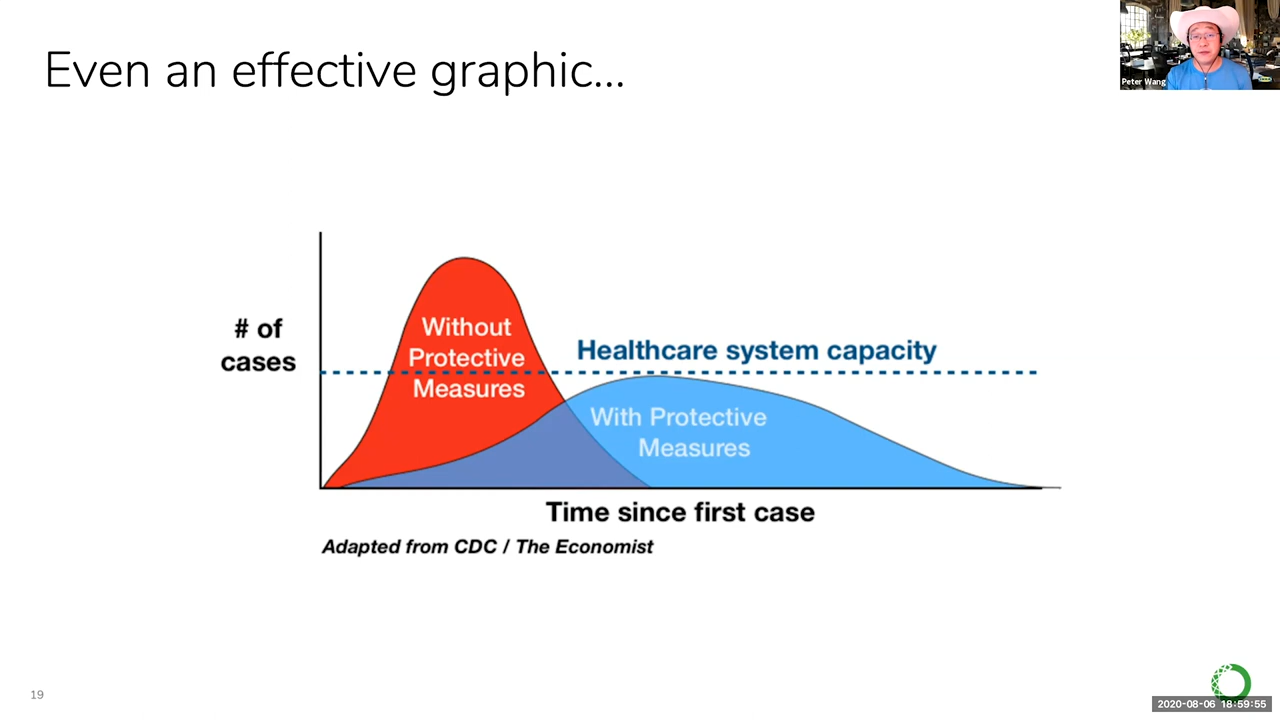 Even an effective graphic...
Peter Wang
# of
cases
Without
Protective
Measures
Healthcare system capacity
With Protective
Measures
Time since first case
Adapted from CDC / The Economist
19
2020-08-06 18:59:55